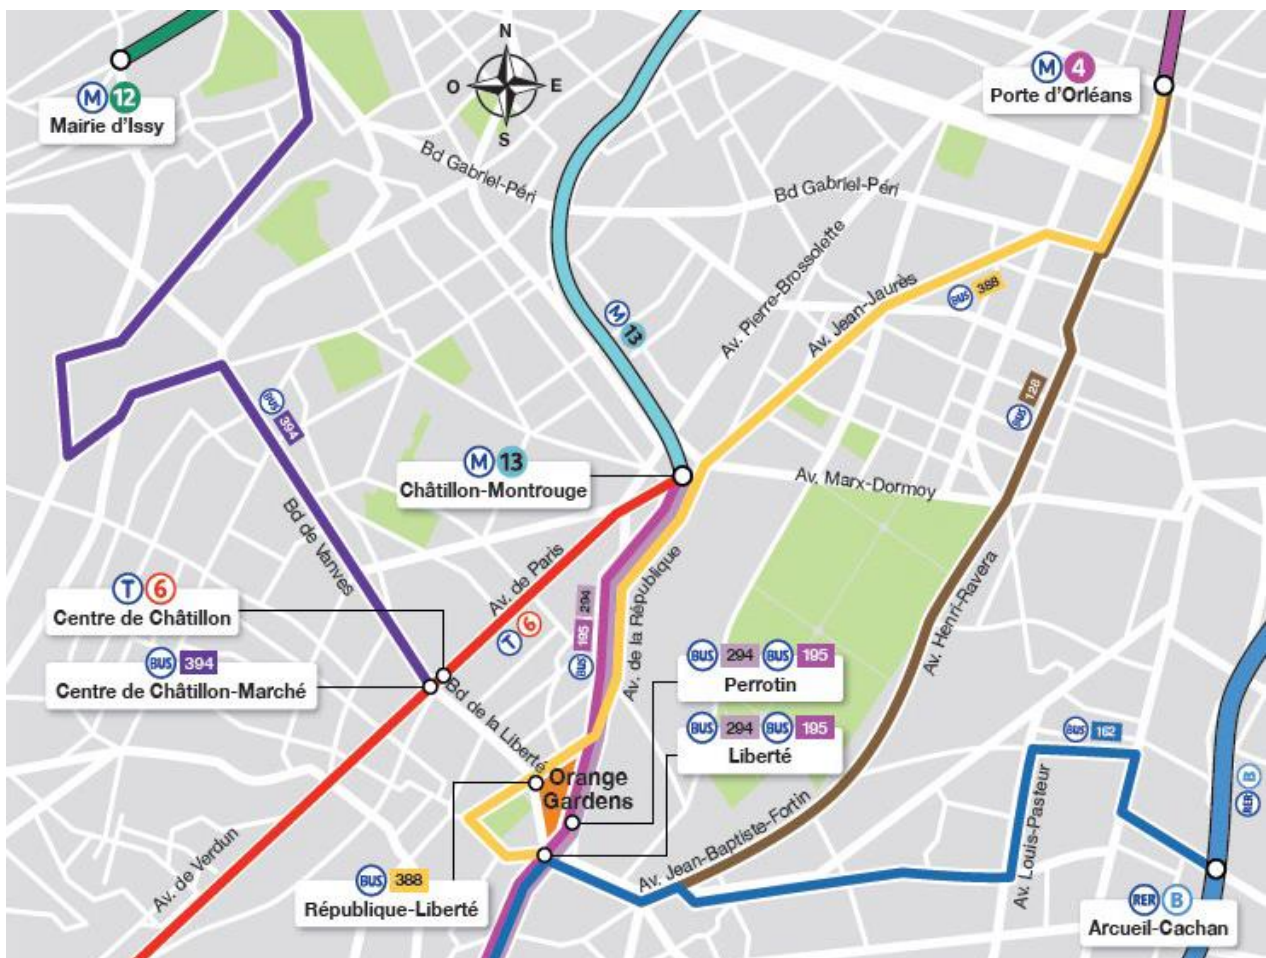 N
O
E
S
M 12
Mairie d'Issy
M 4
Porte d'Orléans
Bd Gabriel-Péri
Bd Gabriel-Péri
Av. Pierre-Brossolette
Av. Jean-Jaurès
BUS 388
M 13
BUS 394
BUS 128
M 13
Châtillon-Montrouge
Av. Marx-Dormoy
Bd de Vanves
Av. de Paris
T 6
BUS 195 294
Av. de la République
Av. Henri-Ravera
T 6
Centre de Châtillon
BUS 394
Centre de Châtillon-Marché
Bd de la Liberté
BUS 294 BUS 195
Perrotin
BUS 294 BUS 195
Liberté
BUS 162
Orange
Gardens
RER B
Av. Jean-Baptiste-Fortin
Av. Louis-Pasteur
Av. de Verdun
BUS 388
République-Liberté
RER B
Arcueil-Cachan